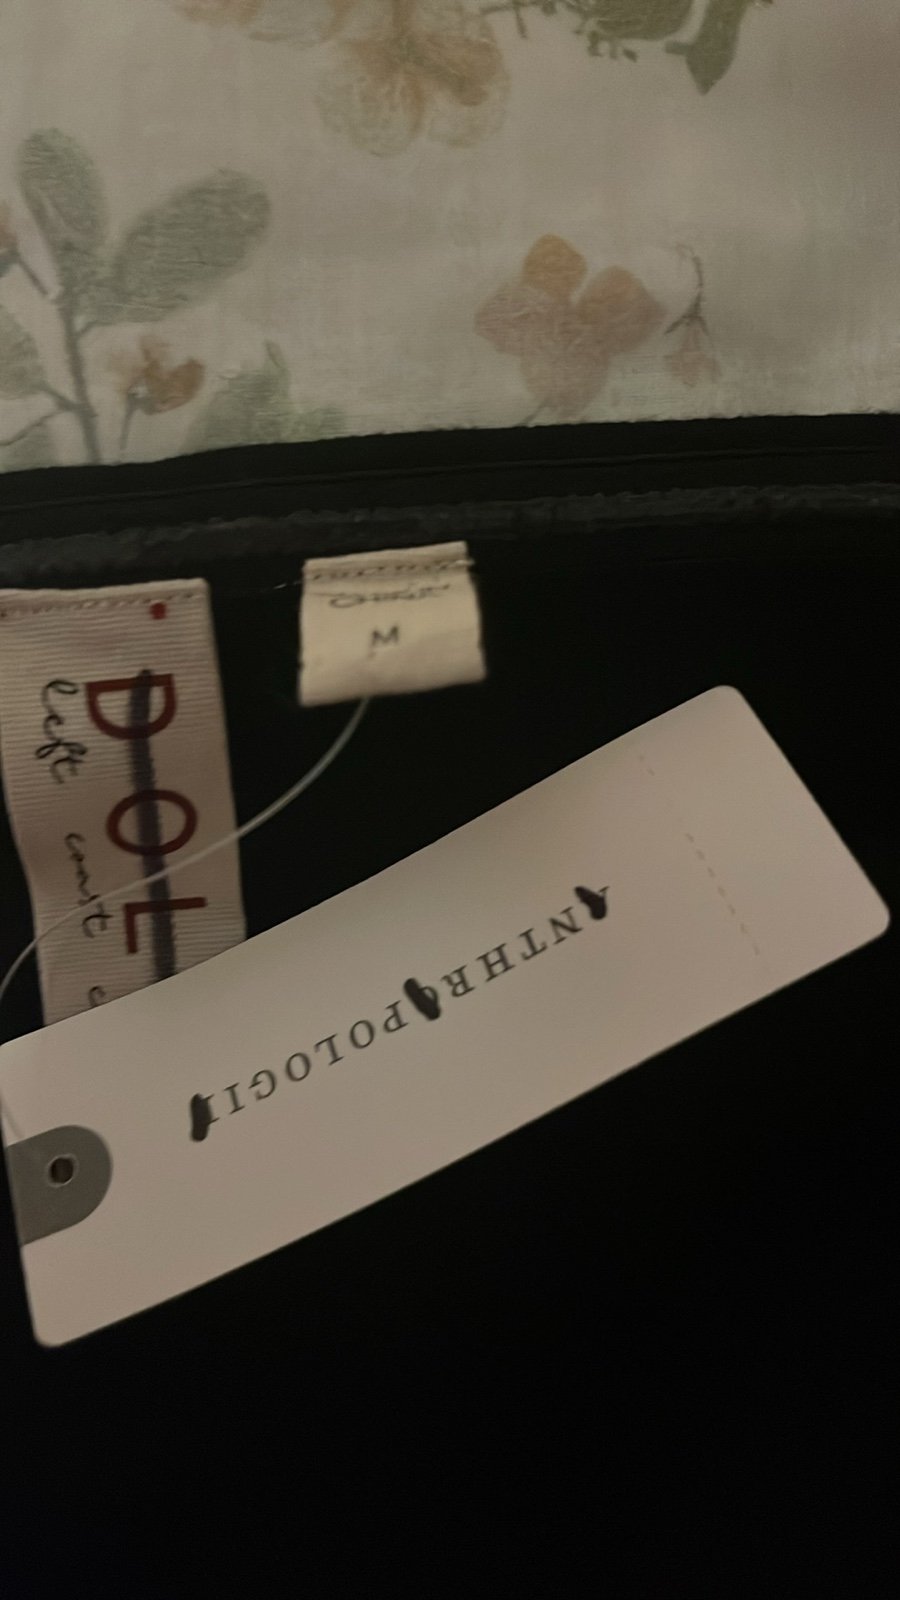 DOL
left coast
M
ANTHROPOLOGIE